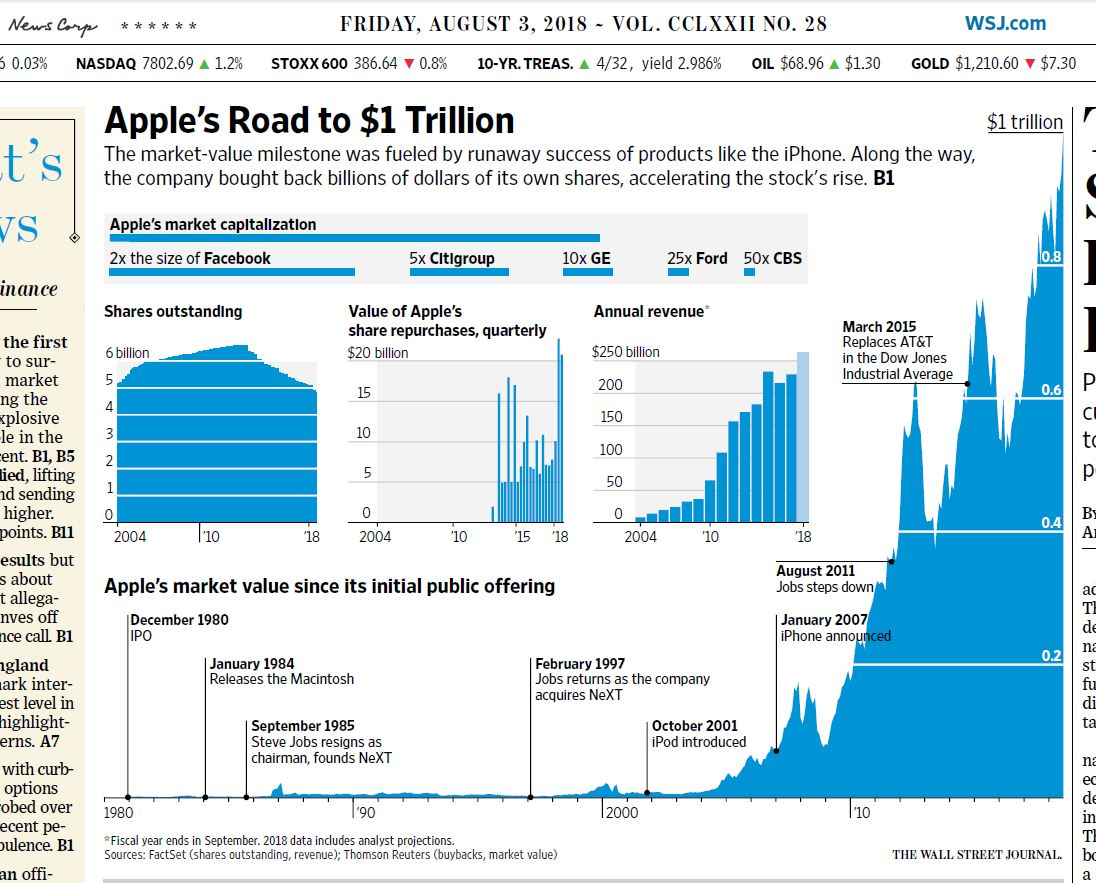 News Corp ★ ★ ★ ★ ★ ★ FRIDAY, AUGUST 3, 2018 ~ VOL. CCLXXII NO. 28 WSJ.com
6 0.03% NASDAQ 7802.69 ▲ 1.2% STOXX 600 386.64 ▼ 0.8% 10-YR. TREAS. ▲ 4/32, yield 2.986% OIL $68.96 ▲ $1.30 GOLD $1,210.60 ▼ $7.30
t's
ws
inance
the first
y to sur-
market
ng the
xplosive
le in the
cent. B1, B5
lied, lifting
nd sending
higher.
points. B11
esults but
s about
t allega-
nves off
nce call. B1
ngland
ark inter-
est level in
highlight-
erns. A7
with curb-
options
robed over
recent pe-
bulence. B1
an offi-
Apple's Road to $1 Trillion
The market-value milestone was fueled by runaway success of products like the iPhone. Along the way,
the company bought back billions of dollars of its own shares, accelerating the stock's rise. B1
Apple's market capitalization
2x the size of Facebook 5x Citigroup 10x GE 25x Ford 50x CBS
Shares outstanding
6 billion
5
4
3
2
1
0
2004 '10 '18
Value of Apple's
share repurchases, quarterly
$20 billion
15
10
5
0
2004 '10 '15 '18
Annual revenue*
$250 billion
200
150
100
50
0
2004 '10 '18
Apple's market value since its initial public offering
$1 trillion
0.8
0.6
0.4
0.2
December 1980
IPO
January 1984
Releases the Macintosh
September 1985
Steve Jobs resigns as
chairman, founds NeXT
February 1997
Jobs returns as the company
acquires NeXT
October 2001
iPod introduced
January 2007
iPhone announced
August 2011
Jobs steps down
March 2015
Replaces AT&T
in the Dow Jones
Industrial Average
1980 '90 2000 '10
*Fiscal year ends in September. 2018 data includes analyst projections.
Sources: FactSet (shares outstanding, revenue); Thomson Reuters (buybacks, market value)
THE WALL STREET JOURNAL.